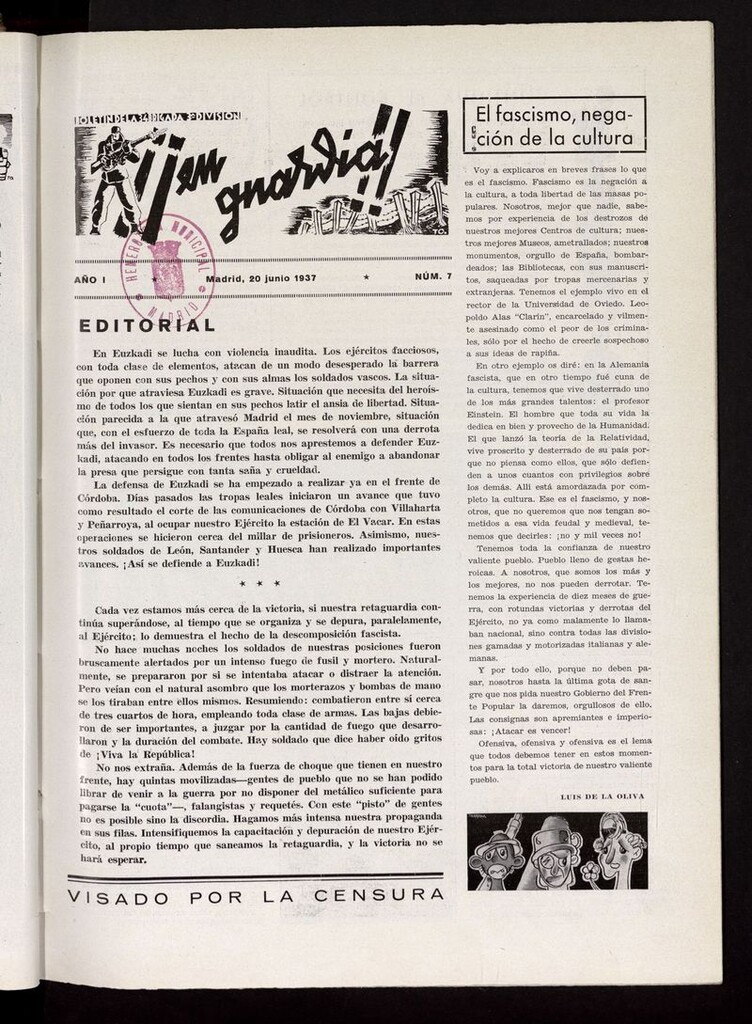 BOLETIN DE LA 34 BRIGADA 3ª DIVISION
¡¡en guardia!!
TO.
HEMEROTECA MUNICIPAL
MADRID
AÑO I * Madrid, 20 junio 1937 * NÚM. 7
EDITORIAL
En Euzkadi se lucha con violencia inaudita. Los ejércitos facciosos,
con toda clase de elementos, atacan de un modo desesperado la barrera
que oponen con sus pechos y con sus almas los soldados vascos. La situa-
ción por que atraviesa Euzkadi es grave. Situación que necesita del heroís-
mo de todos los que sientan en sus pechos latir el ansia de libertad. Situa-
ción parecida a la que atravesó Madrid el mes de noviembre, situación
que, con el esfuerzo de toda la España leal, se resolverá con una derrota
más del invasor. Es necesario que todos nos aprestemos a defender Euz-
kadi, atacando en todos los frentes hasta obligar al enemigo a abandonar
la presa que persigue con tanta saña y crueldad.
La defensa de Euzkadi se ha empezado a realizar ya en el frente de
Córdoba. Días pasados las tropas leales iniciaron un avance que tuvo
como resultado el corte de las comunicaciones de Córdoba con Villaharta
y Peñarroya, al ocupar nuestro Ejército la estación de El Vacar. En estas
operaciones se hicieron cerca del millar de prisioneros. Asimismo, nues-
tros soldados de León, Santander y Huesca han realizado importantes
avances. ¡Así se defiende a Euzkadi!
* * *
Cada vez estamos más cerca de la victoria, si nuestra retaguardia con-
tinúa superándose, al tiempo que se organiza y se depura, paralelamente,
al Ejército; lo demuestra el hecho de la descomposición fascista.
No hace muchas noches los soldados de nuestras posiciones fueron
bruscamente alertados por un intenso fuego de fusil y mortero. Natural-
mente, se prepararon por si se intentaba atacar o distraer la atención.
Pero veían con el natural asombro que los morterazos y bombas de mano
se los tiraban entre ellos mismos. Resumiendo: combatieron entre sí cerca
de tres cuartos de hora, empleando toda clase de armas. Las bajas debie-
ron de ser importantes, a juzgar por la cantidad de fuego que desarro-
llaron y la duración del combate. Hay soldado que dice haber oído gritos
de ¡Viva la República!
No nos extraña. Además de la fuerza de choque que tienen en nuestro
frente, hay quintas movilizadas—gentes de pueblo que no se han podido
librar de venir a la guerra por no disponer del metálico suficiente para
pagarse la "cuota"—, falangistas y requetés. Con este "pisto" de gentes
no es posible sino la discordia. Hagamos más intensa nuestra propaganda
en sus filas. Intensifiquemos la capacitación y depuración de nuestro Ejér-
cito, al propio tiempo que saneamos la retaguardia, y la victoria no se
hará esperar.
VISADO POR LA CENSURA
El fascismo, nega-
ción de la cultura
Voy a explicaros en breves frases lo que
es el fascismo. Fascismo es la negación a
la cultura, a toda libertad de las masas po-
pulares. Nosotros, mejor que nadie, sabe-
mos por experiencia de los destrozos de
nuestros mejores Centros de cultura; nues-
tros mejores Museos, ametrallados; nuestros
monumentos, orgullo de España, bombar-
deados; las Bibliotecas, con sus manuscri-
tos, saqueadas por tropas mercenarias y
extranjeras. Tenemos el ejemplo vivo en el
rector de la Universidad de Oviedo. Leo-
poldo Alas "Clarín", encarcelado y vilmen-
te asesinado como el peor de los crimina-
les, sólo por el hecho de creerle sospechoso
a sus ideas de rapiña.
En otro ejemplo os diré: en la Alemania
fascista, que en otro tiempo fué cuna de
la cultura, tenemos que vive desterrado uno
de los más grandes talentos: el profesor
Einstein. El hombre que toda su vida la
dedica en bien y provecho de la Humanidad.
El que lanzó la teoría de la Relatividad,
vive proscrito y desterrado de su país por-
que no piensa como ellos, que sólo defien-
den a unos cuantos con privilegios sobre
los demás. Allí está amordazada por com-
pleto la cultura. Ese es el fascismo, y nos-
otros, que no queremos que nos tengan so-
metidos a esa vida feudal y medieval, te-
nemos que decirles: ¡no y mil veces no!
Tenemos toda la confianza de nuestro
valiente pueblo. Pueblo lleno de gestas he-
roicas. A nosotros, que somos los más y
los mejores, no nos pueden derrotar. Te-
nemos la experiencia de diez meses de gue-
rra, con rotundas victorias y derrotas del
Ejército, no ya como malamente lo llama-
ban nacional, sino contra todas las divisio-
nes gamadas y motorizadas italianas y ale-
manas.
Y por todo ello, porque no deben pa-
sar, nosotros hasta la última gota de san-
gre que nos pida nuestro Gobierno del Fren-
te Popular la daremos, orgullosos de ello.
Las consignas son apremiantes e imperio-
sas: ¡Atacar es vencer!
Ofensiva, ofensiva y ofensiva es el lema
que todos debemos tener en estos momen-
tos para la total victoria de nuestro valiente
pueblo.
LUIS DE LA OLIVA